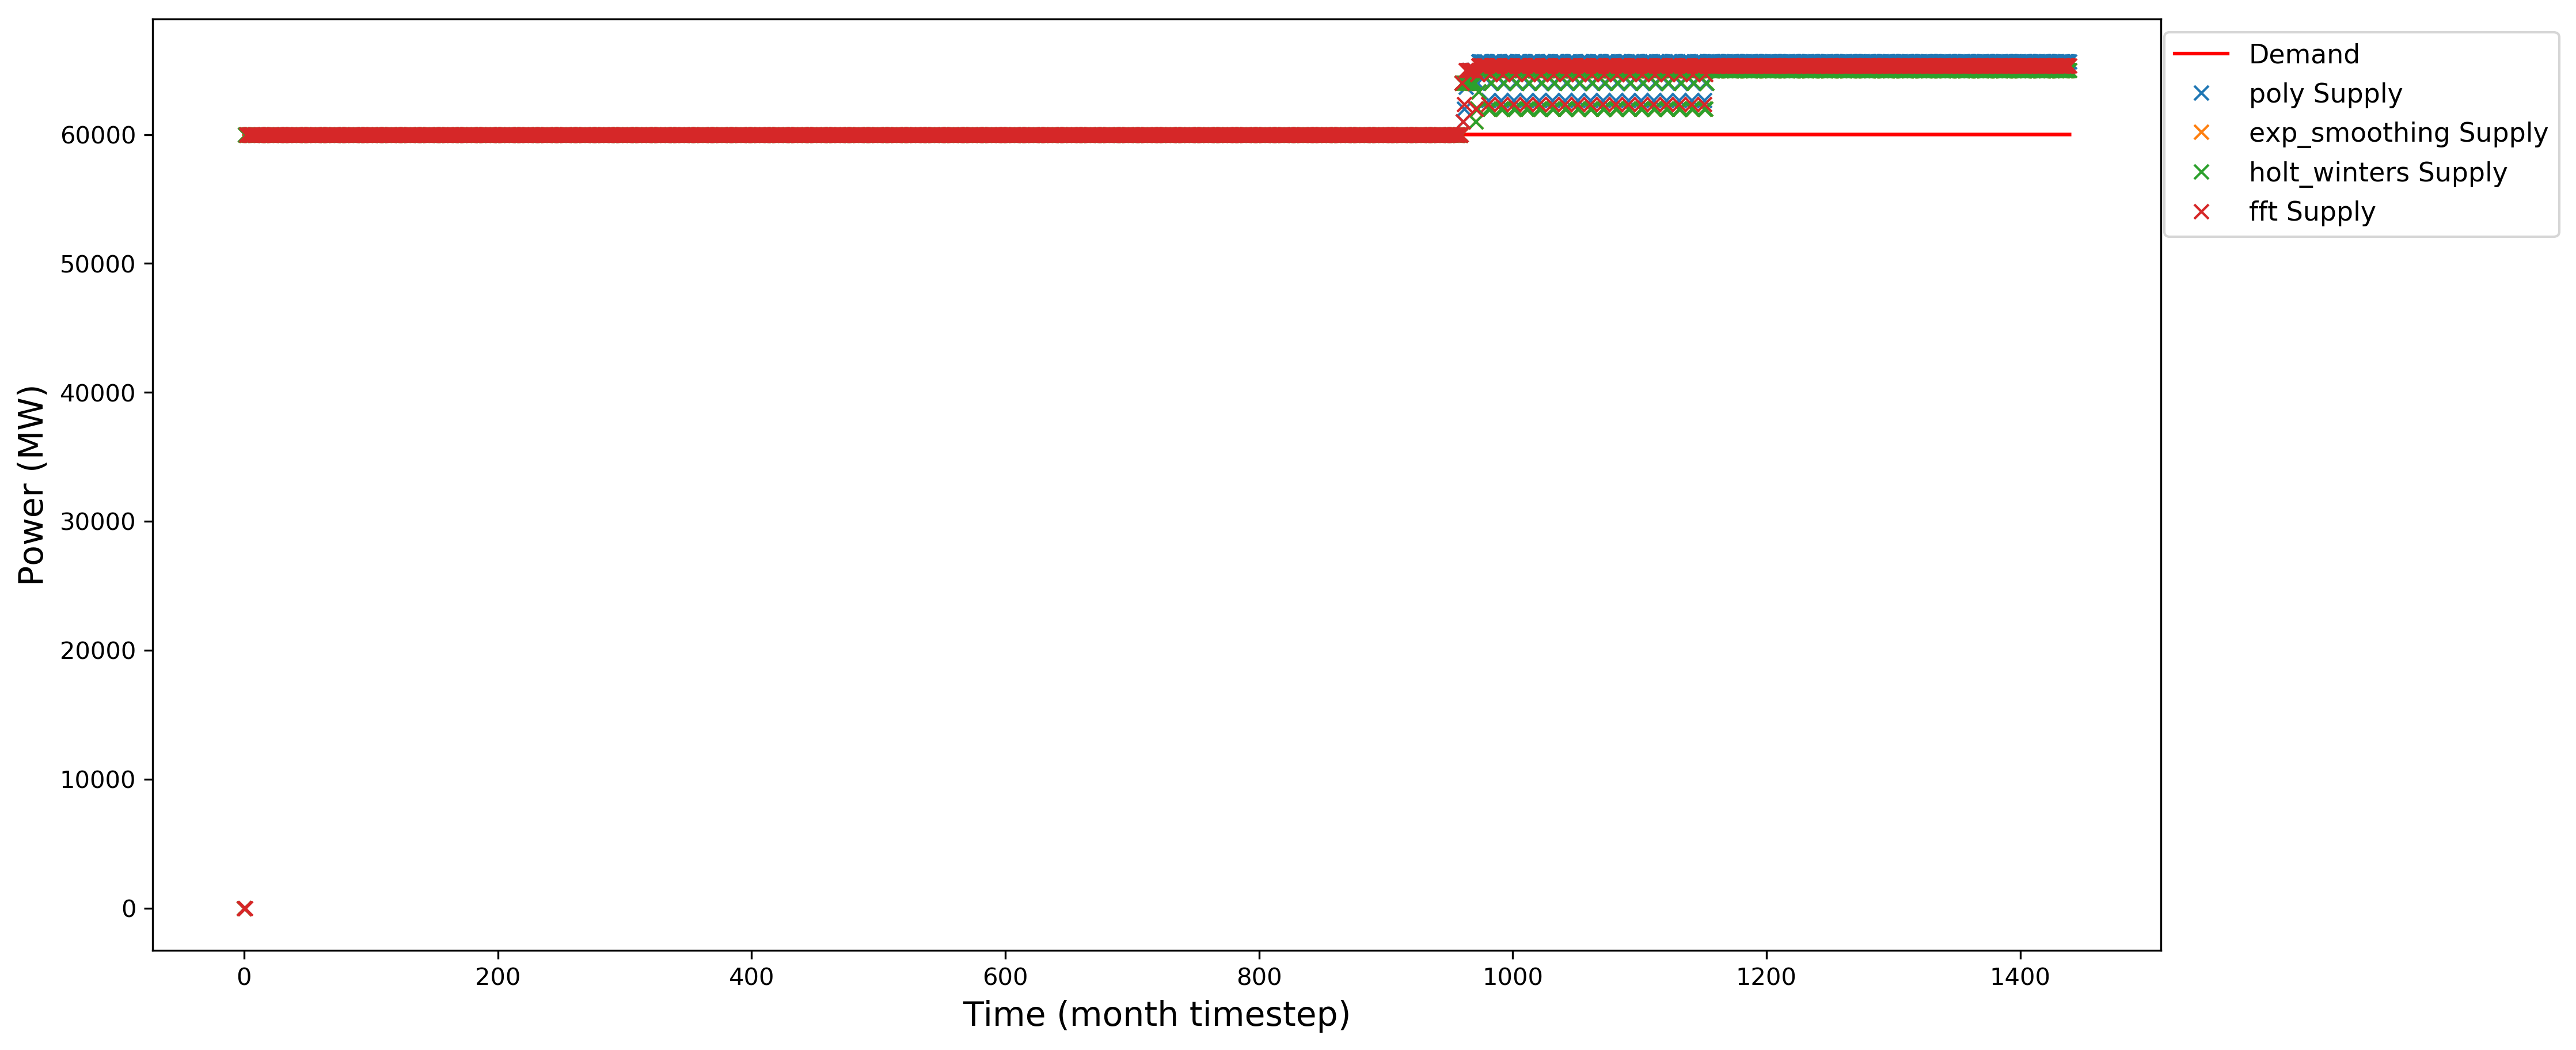 Power (MW)
60000
50000
40000
30000
20000
10000
0
0 200 400 600 800 1000 1200 1400
Time (month timestep)
Demand
poly Supply
exp_smoothing Supply
holt_winters Supply
fft Supply